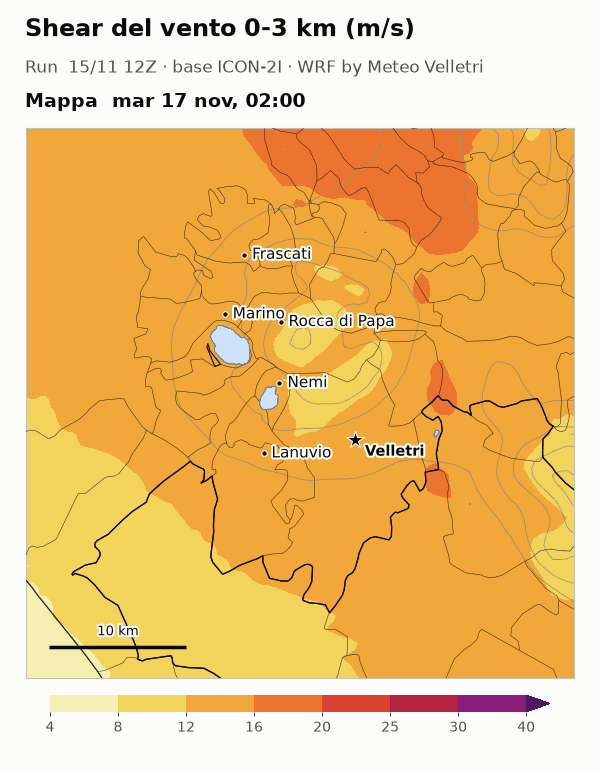 Shear del vento 0-3 km (m/s)
Run  15/11 12Z · base ICON-2I · WRF by Meteo Velletri
Mappa  mar 17 nov, 02:00
Frascati
Marino
Rocca di Papa
Nemi
Velletri
Lanuvio
10 km
4 8 12 16 20 25 30 40